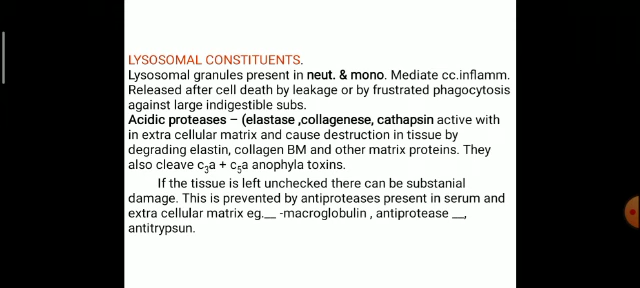 LYSOSOMAL CONSTITUENTS.
Lysosomal granules present in neut. & mono. Mediate cc.inflamm.
Released after cell death by leakage or by frustrated phagocytosis
against large indigestible subs.
Acidic proteases – (elastase ,collagenese, cathapsin active with
in extra cellular matrix and cause destruction in tissue by
degrading elastin, collagen BM and other matrix proteins. They
also cleave c3a + c5a anophyla toxins.
If the tissue is left unchecked there can be substanial
damage. This is prevented by antiproteases present in serum and
extra cellular matrix eg.__ -macroglobulin , antiprotease __,
antitrypsun.